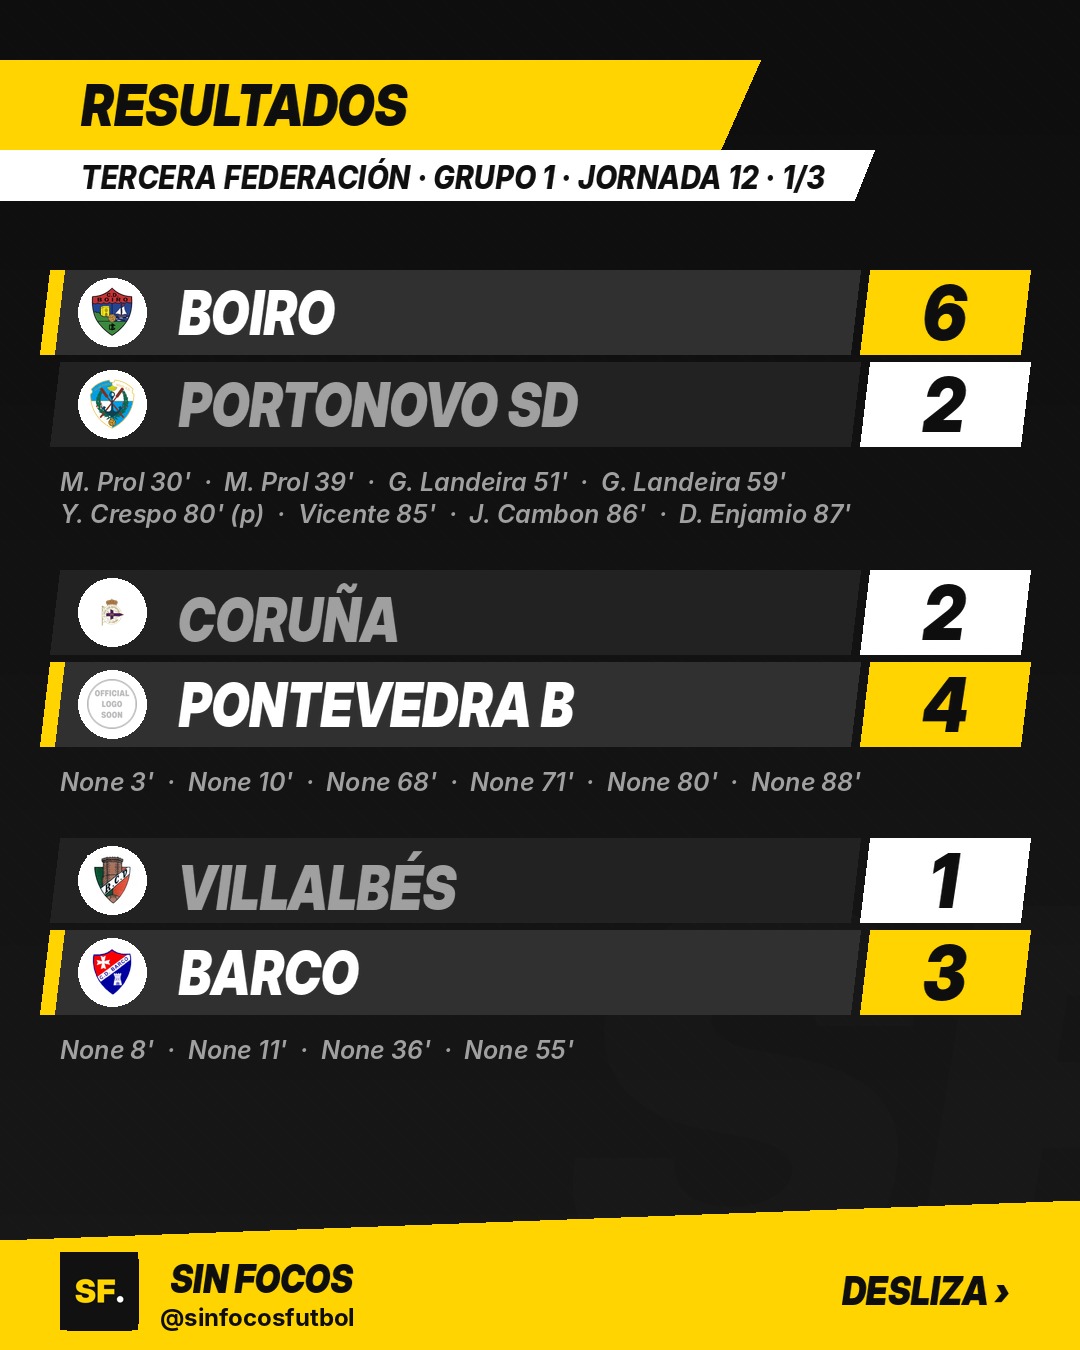 RESULTADOS
TERCERA FEDERACIÓN · GRUPO 1 · JORNADA 12 · 1/3
BOIRO 6
PORTONOVO SD 2
M. Prol 30' · M. Prol 39' · G. Landeira 51' · G. Landeira 59'
Y. Crespo 80' (p) · Vicente 85' · J. Cambon 86' · D. Enjamio 87'
CORUÑA 2
OFFICIAL
LOGO
SOON
PONTEVEDRA B 4
None 3' · None 10' · None 68' · None 71' · None 80' · None 88'
VILLALBÉS 1
BARCO 3
None 8' · None 11' · None 36' · None 55'
SF.
SIN FOCOS
@sinfocosfutbol
DESLIZA ›